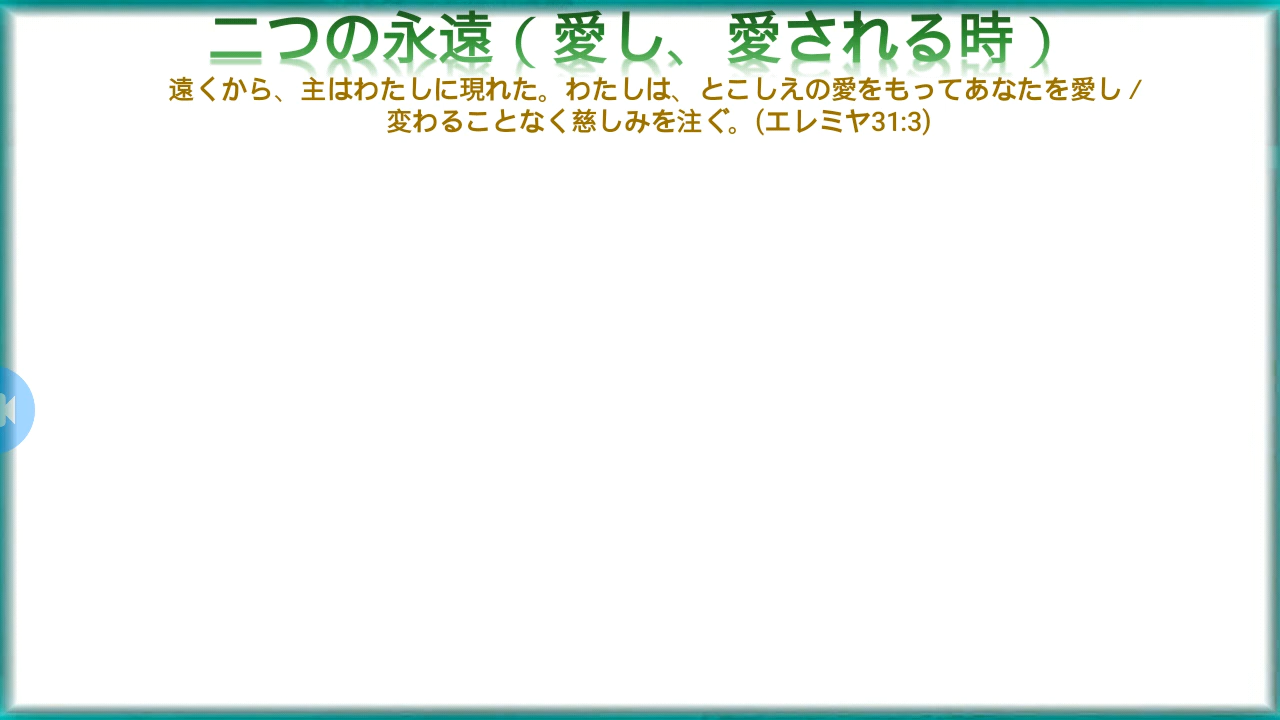 二つの永遠（愛し、愛される時）
遠くから、主はわたしに現れた。わたしは、とこしえの愛をもってあなたを愛し /
変わることなく慈しみを注ぐ。(エレミヤ31:3)